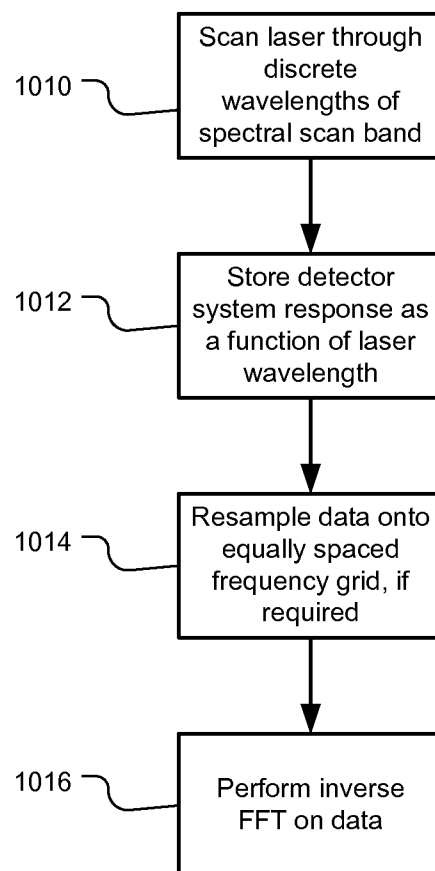 1010
Scan laser through
discrete
wavelengths of
spectral scan band
1012
Store detector
system response as
a function of laser
wavelength
1014
Resample data onto
equally spaced
frequency grid, if
required
1016
Perform inverse
FFT on data